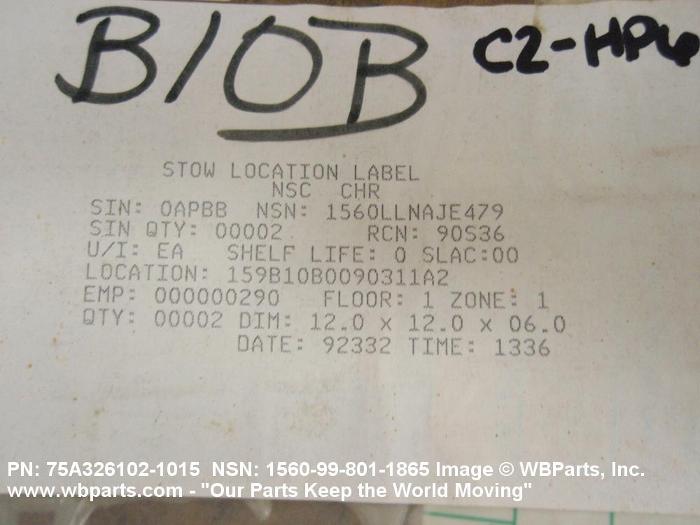 B10B
C2-HP6
STOW LOCATION LABEL
NSC CHR
SIN: 0APBB NSN: 1560LLNAJE479
SIN QTY: 00002 RCN: 90S36
U/I: EA SHELF LIFE: 0 SLAC:00
LOCATION: 159B10B0090311A2
EMP: 000000290 FLOOR: 1 ZONE: 1
QTY: 00002 DIM: 12.0 x 12.0 x 06.0
DATE: 92332 TIME: 1336
PN: 75A326102-1015 NSN: 1560-99-801-1865 Image © WBParts, Inc.
www.wbparts.com - "Our Parts Keep the World Moving"